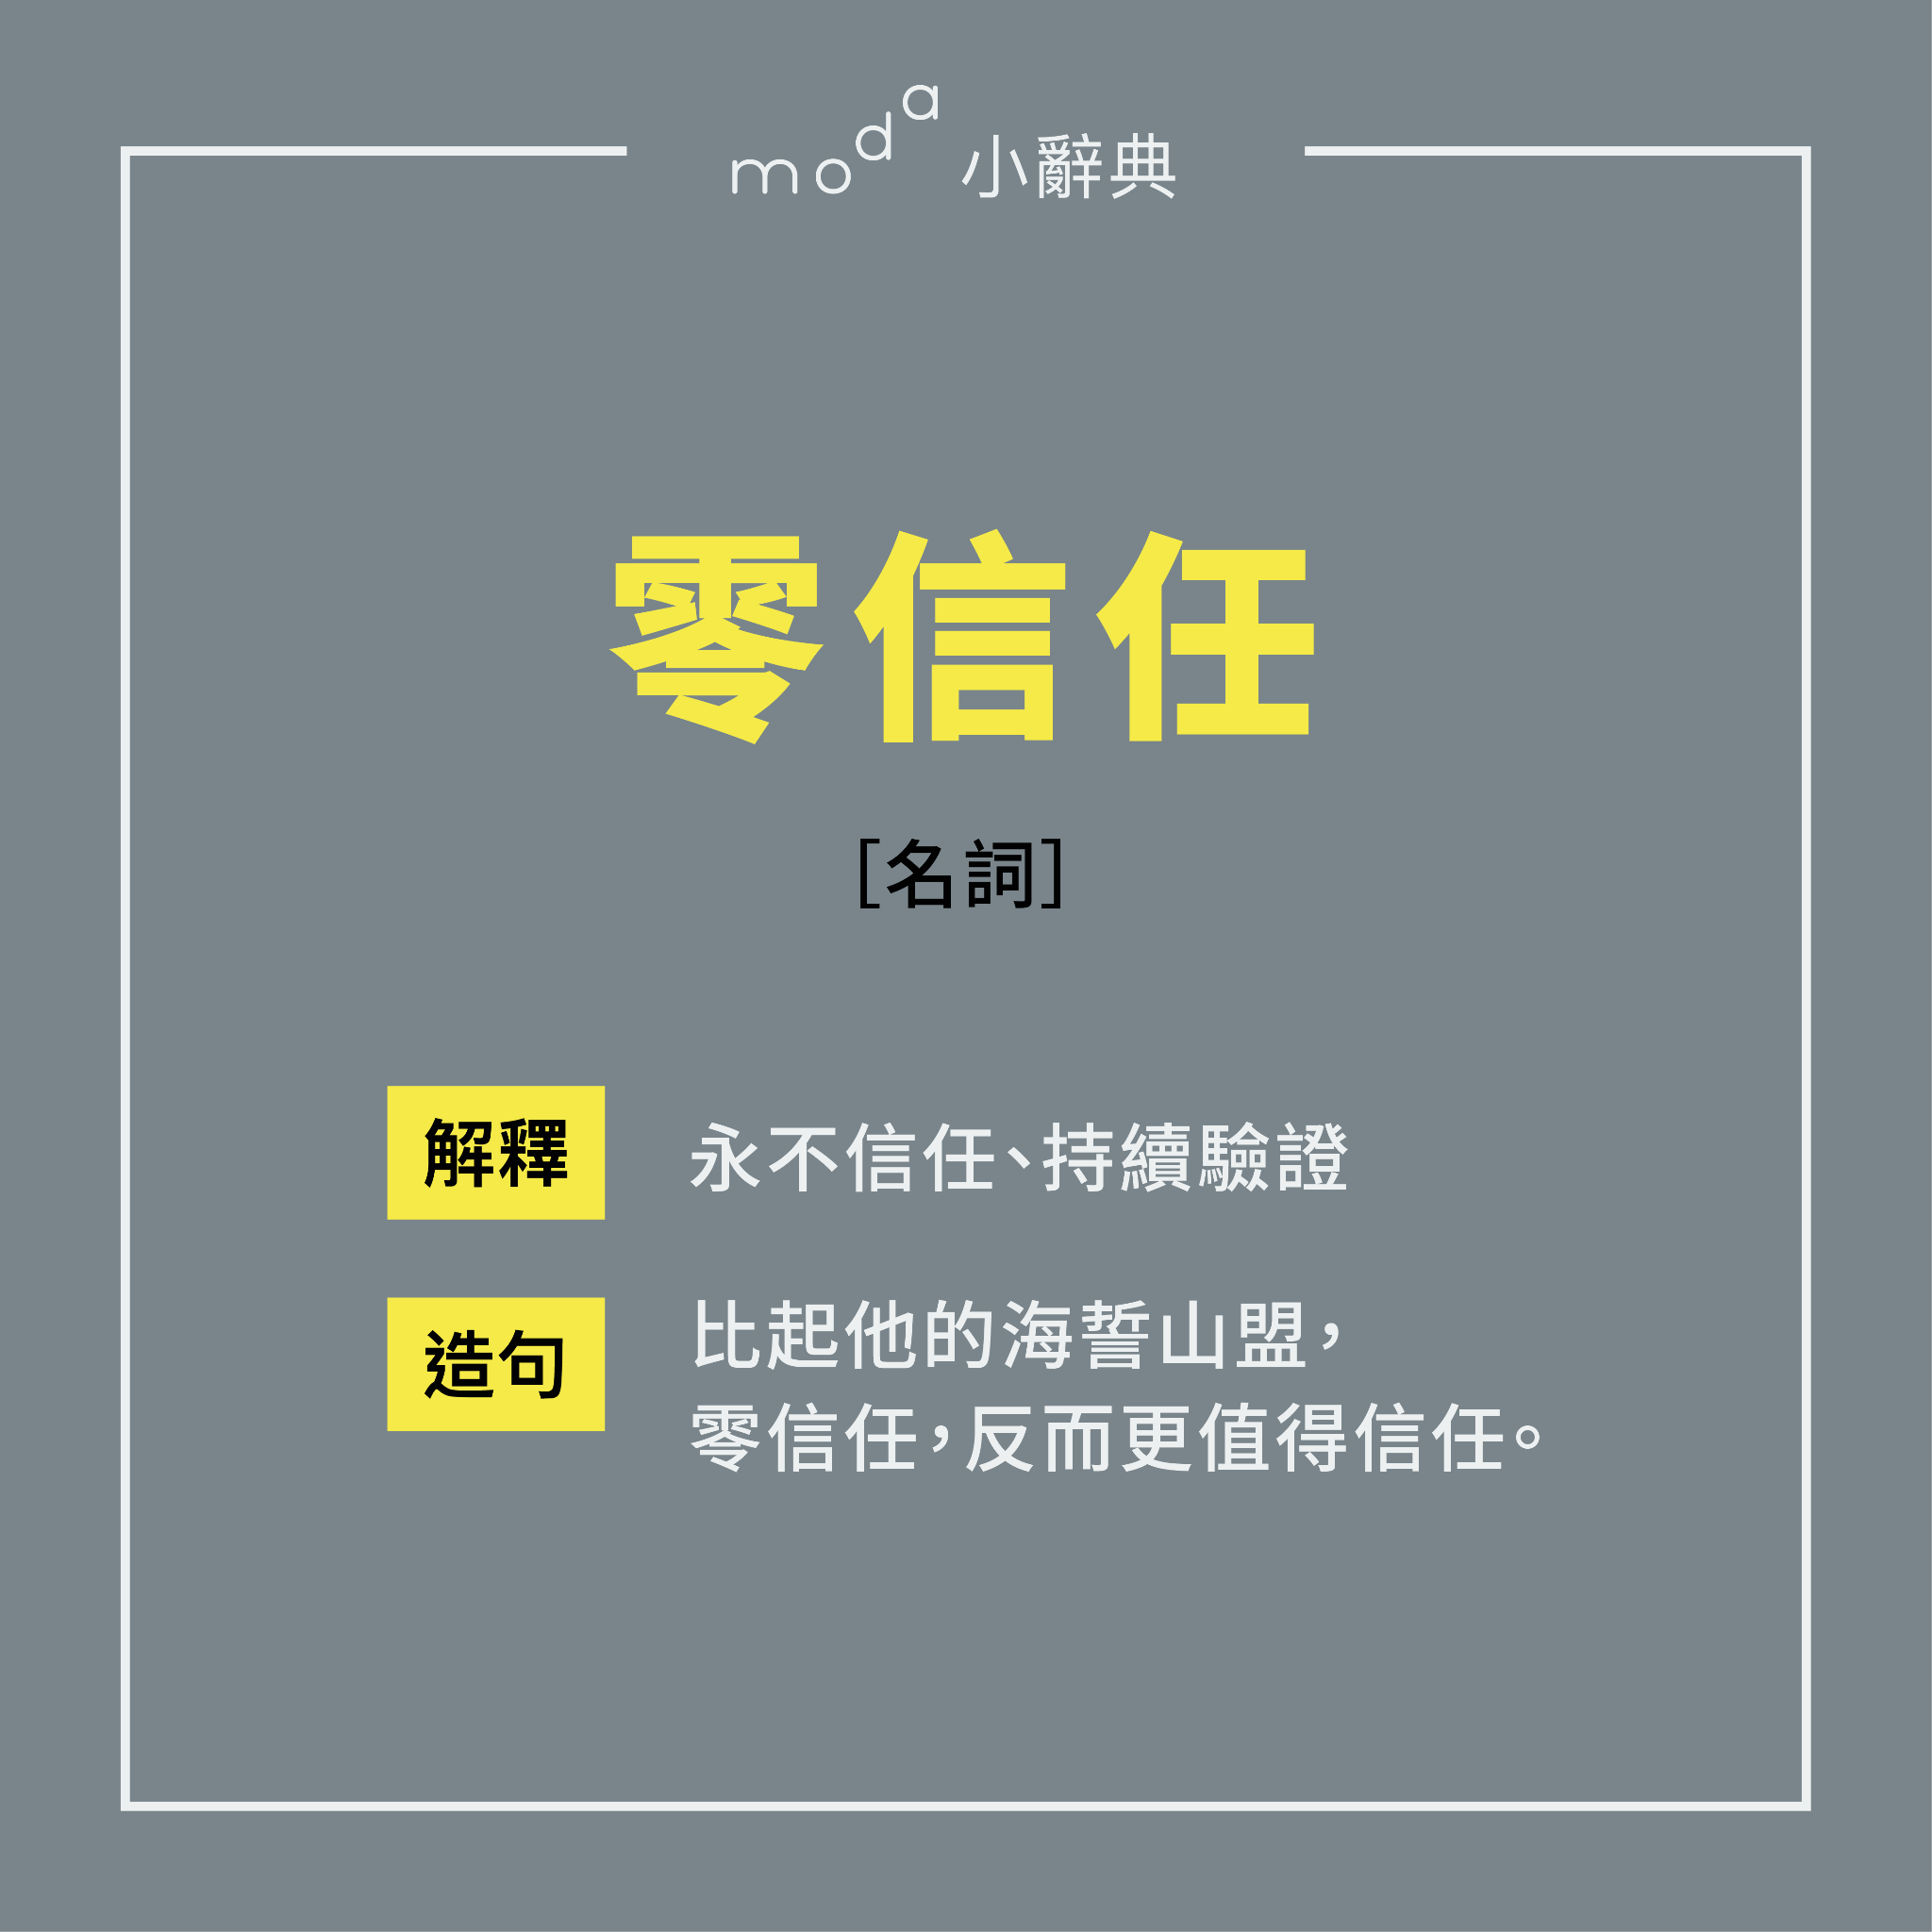 moda 小辭典
零信任
[名詞]
解釋 永不信任、持續驗證
造句 比起他的海誓山盟，
零信任，反而更值得信任。